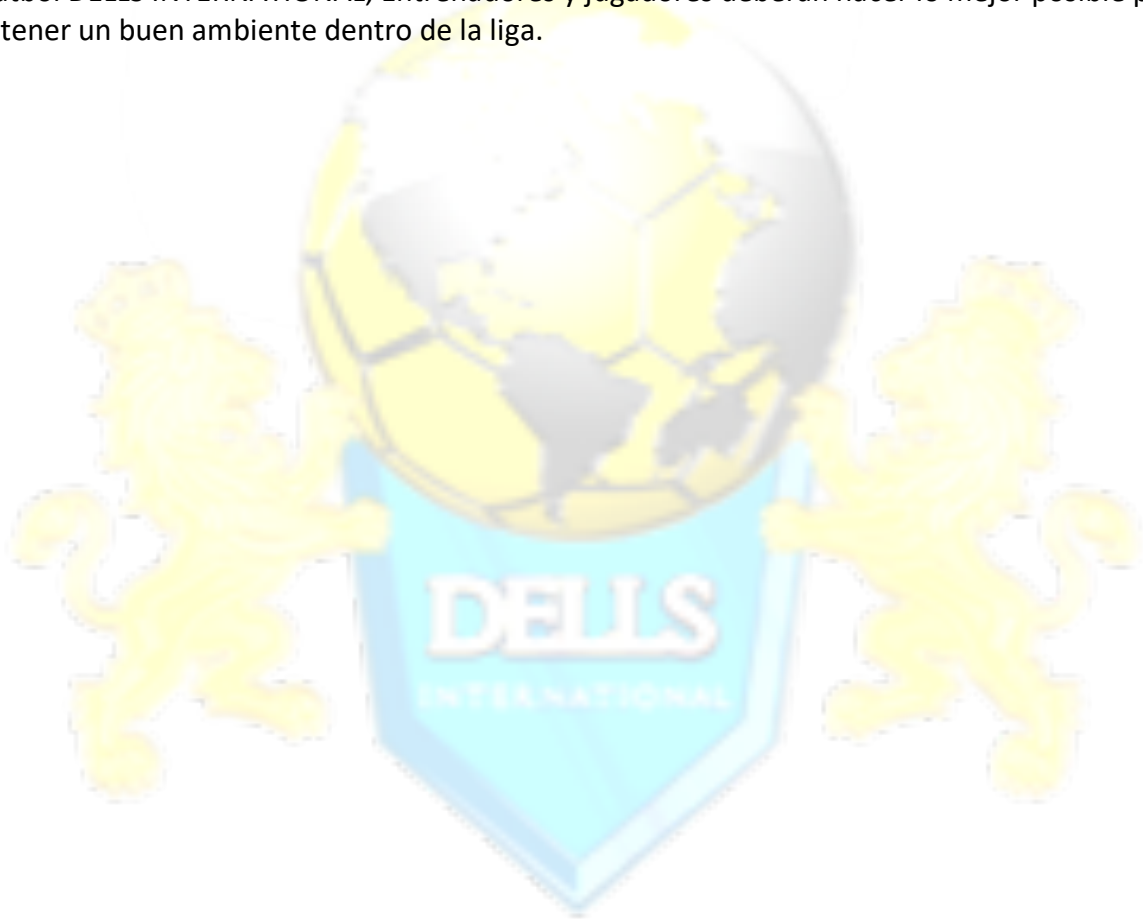 DELLS INTERNATIONAL, entrenadores y jugadores deberán hacer lo mejor posible
tener un buen ambiente dentro de la liga.
DELLS
INTERNATIONAL